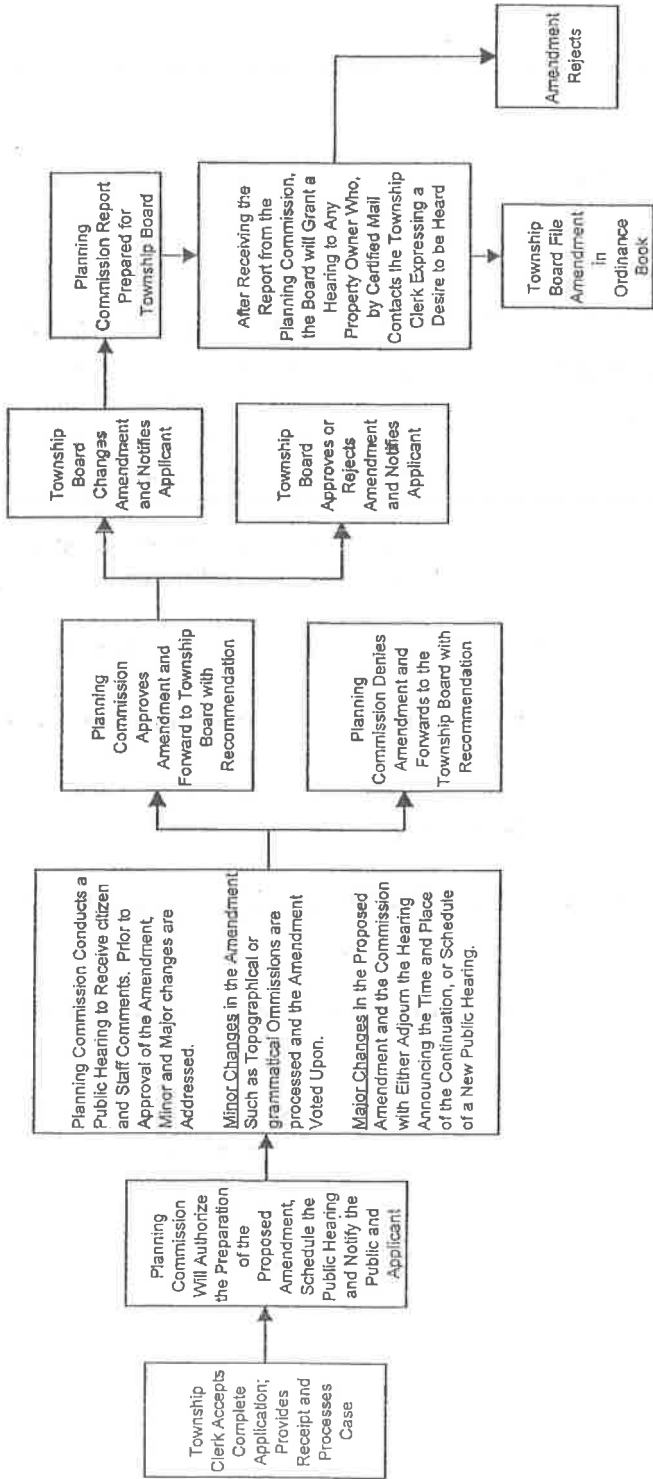 Township
Clerk Accepts
Complete
Application;
Provides
Receipt and
Processes
Case
Planning
Commission
Will Authorize
the Preparation
of the
Proposed
Amendment,
Schedule the
Public Hearing
and Notify the
Public and
Applicant
Planning Commission Conducts a
Public Hearing to Receive citizen
and Staff Comments. Prior to
Approval of the Amendment,
Minor and Major changes are
Addressed.
Minor Changes in the Amendment
Such as Topographical or
grammatical Ommissions are
processed and the Amendment
Voted Upon.
Major Changes in the Proposed
Amendment and the Commission
with Either Adjourn the Hearing
Announcing the Time and Place
of the Continuation, or Schedule
of a New Public Hearing.
Planning
Commission
Approves
Amendment and
Forward to Township
Board with
Recommendation
Planning
Commission Denies
Amendment and
Forwards to the
Township Board with
Recommendation
Township
Board
Changes
Amendment
and Notifies
Applicant
Township
Board
Approves or
Rejects
Amendment
and Notifies
Applicant
Planning
Commission Report
Prepared for
Township Board
After Receiving the
Report from the
Planning Commission,
the Board will Grant a
Hearing to Any
Property Owner Who,
by Certified Mail
Contacts the Township
Clerk Expressing a
Desire to be Heard
Township
Board File
Amendment
in
Ordinance
Book
Amendment
Rejects